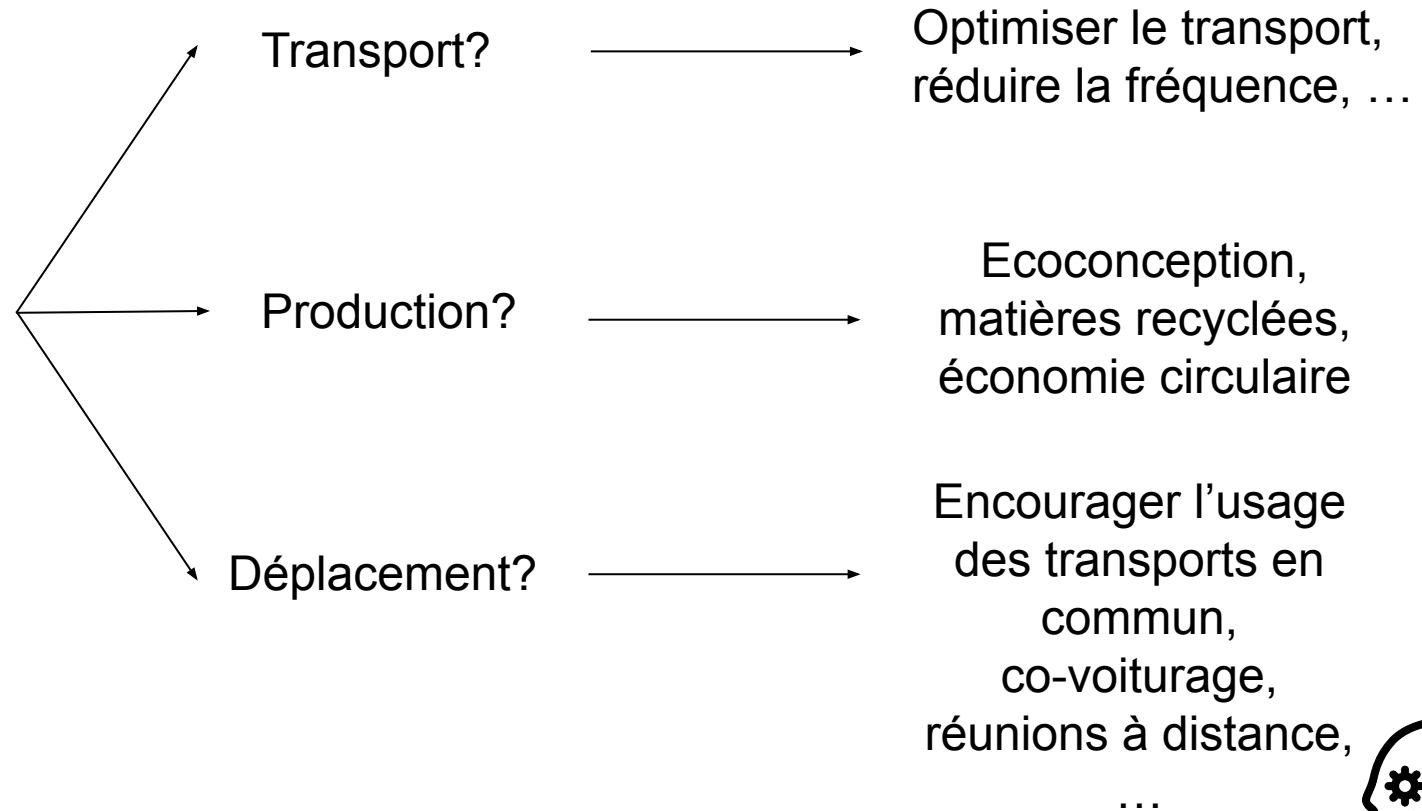 Transport?
Optimiser le transport,
réduire la fréquence, …
Production?
Ecoconception,
matières recyclées,
économie circulaire
Déplacement?
Encourager l’usage
des transports en
commun,
co-voiturage,
réunions à distance,
…